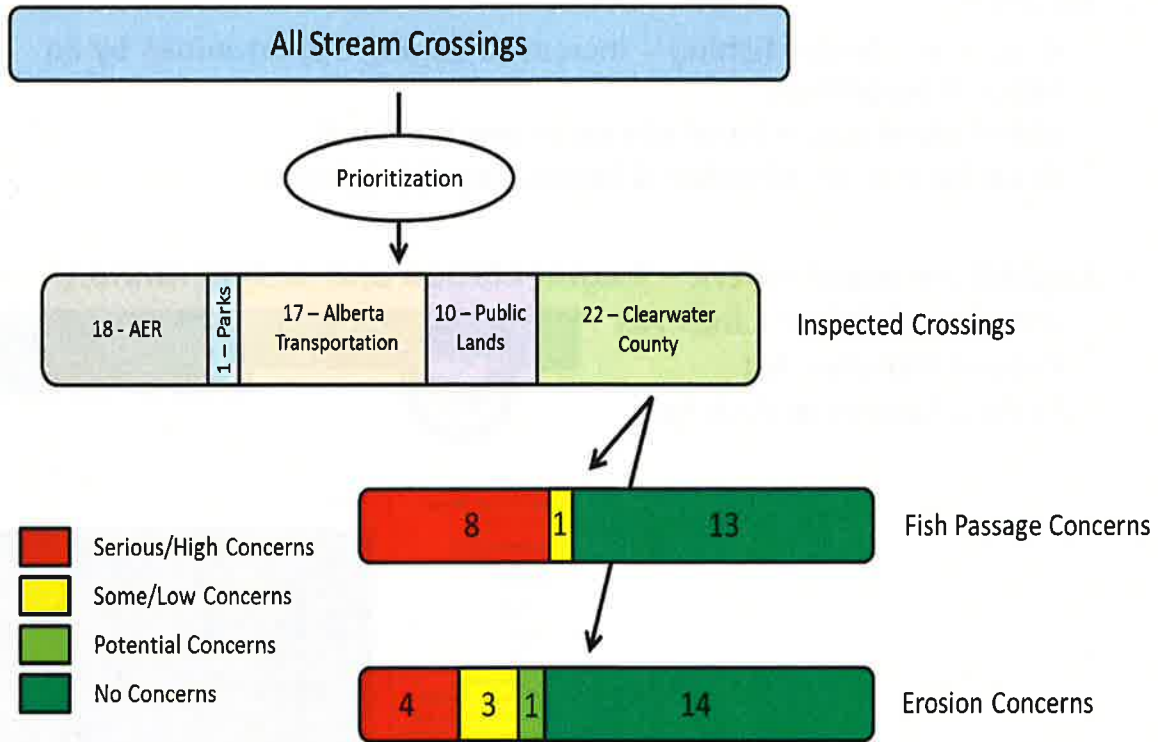 All Stream Crossings
Prioritization
18 - AER
1 – Parks
17 – Alberta
Transportation
10 – Public
Lands
22 – Clearwater
County
Inspected Crossings
8
1
13
Fish Passage Concerns
Serious/High Concerns
Some/Low Concerns
Potential Concerns
No Concerns
4
3
1
14
Erosion Concerns